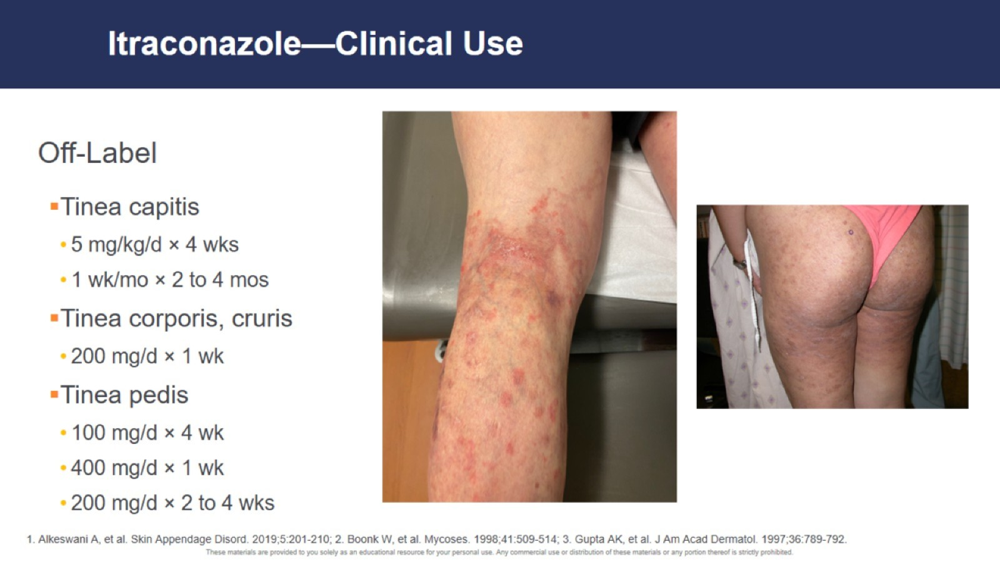 Itraconazole—Clinical Use
Off-Label
▪Tinea capitis
• 5 mg/kg/d × 4 wks
• 1 wk/mo × 2 to 4 mos
▪Tinea corporis, cruris
• 200 mg/d × 1 wk
▪Tinea pedis
• 100 mg/d × 4 wk
• 400 mg/d × 1 wk
• 200 mg/d × 2 to 4 wks
1. Alkeswani A, et al. Skin Appendage Disord. 2019;5:201-210; 2. Boonk W, et al. Mycoses. 1998;41:509-514; 3. Gupta AK, et al. J Am Acad Dermatol. 1997;36:789-792.
These materials are provided to you solely as an educational resource for your personal use. Any commercial use or distribution of these materials or any portion thereof is strictly prohibited.